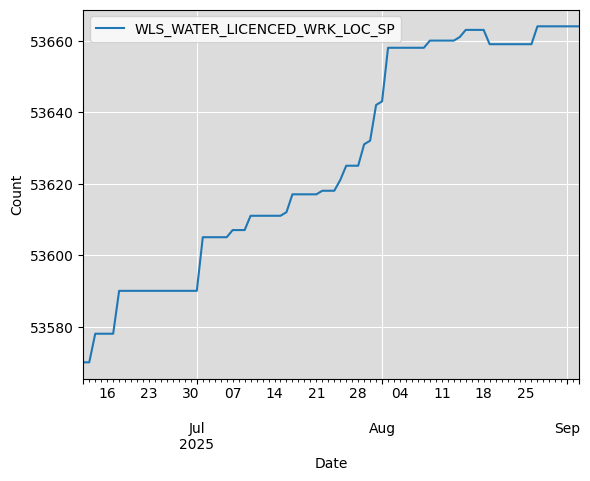 WLS_WATER_LICENCED_WRK_LOC_SP
53660
53640
53620
53600
53580
Count
16 23 30 07 14 21 28 04 11 18 25
Jul Aug Sep
2025
Date